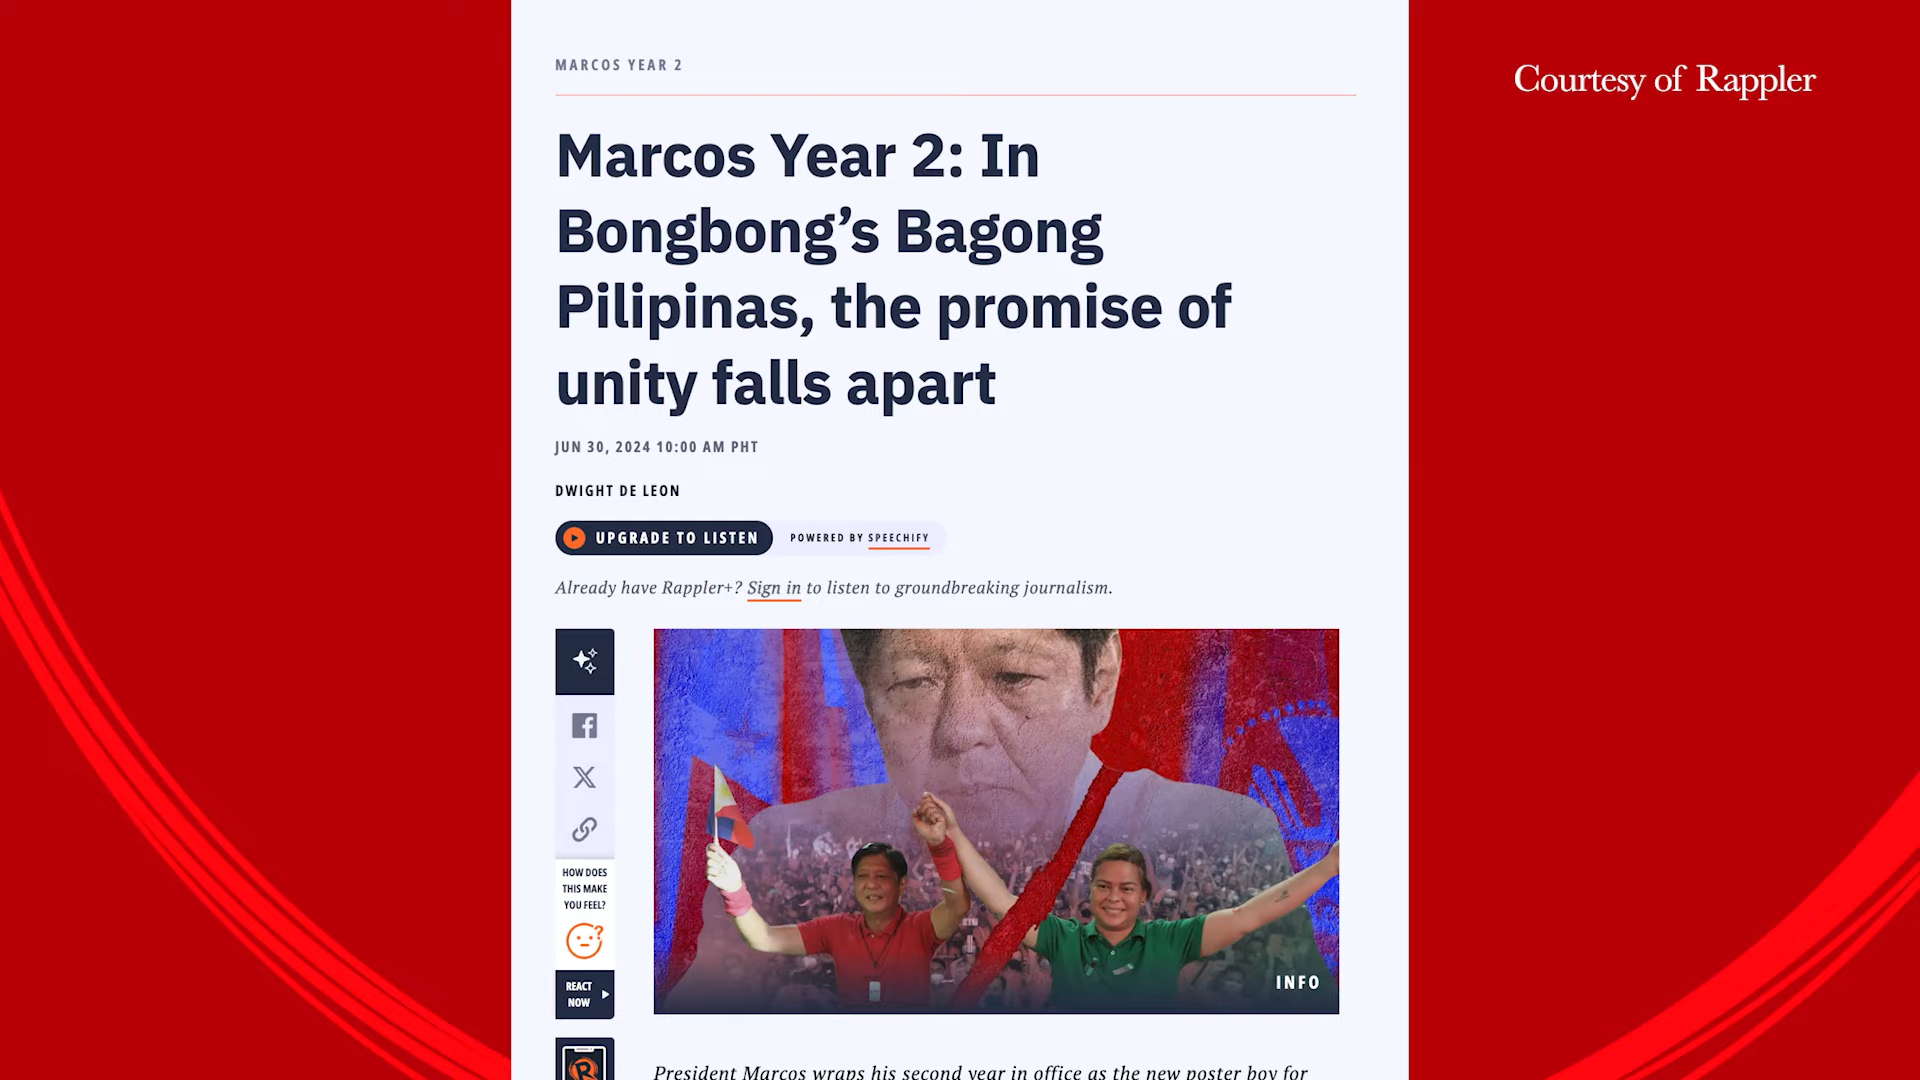 MARCOS YEAR 2
Courtesy of Rappler
Marcos Year 2: In
Bongbong’s Bagong
Pilipinas, the promise of
unity falls apart
JUN 30, 2024 10:00 AM PHT
DWIGHT DE LEON
UPGRADE TO LISTEN POWERED BY SPEECHIFY
Already have Rappler+? Sign in to listen to groundbreaking journalism.
HOW DOES
THIS MAKE
YOU FEEL?
REACT
NOW
INFO
President Marcos wraps his second year in office as the new poster boy for